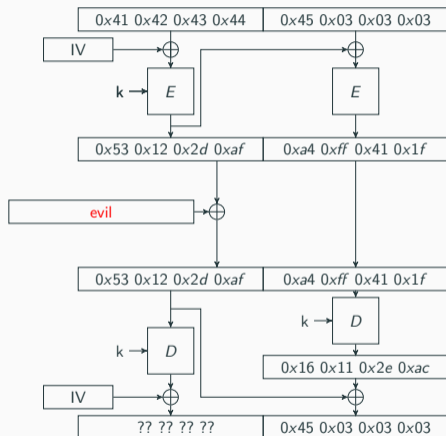 0x41 0x42 0x43 0x44 0x45 0x03 0x03 0x03
IV
k E E
0x53 0x12 0x2d 0xaf 0xa4 0xff 0x41 0x1f
evil
0x53 0x12 0x2d 0xaf 0xa4 0xff 0x41 0x1f
k D
k D
0x16 0x11 0x2e 0xac
IV
?? ?? ?? ?? 0x45 0x03 0x03 0x03